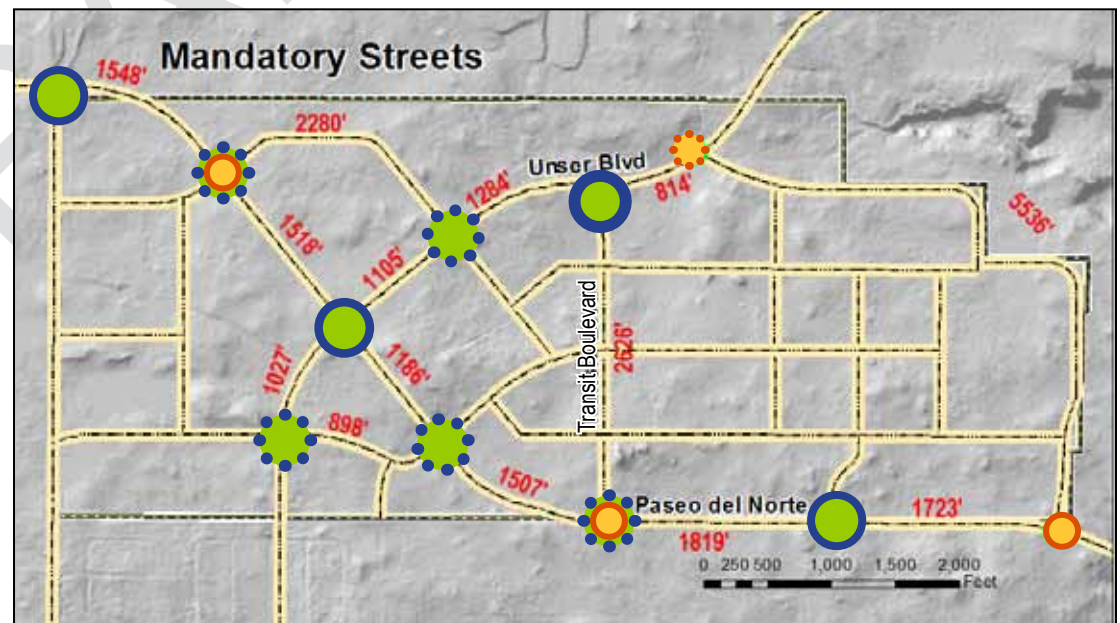 Mandatory Streets
1548'
2280'
Unser Blvd
1284'
814'
5536'
1518'
1105'
Transit Boulevard
2626'
1027'
1186'
898'
1507'
Paseo del Norte
1723'
1819'
0 250 500 1,000 1,500 2,000
Feet